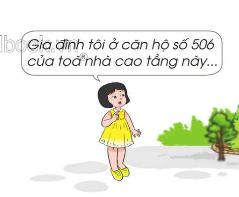 Gia đình tôi ở căn hộ số 506
của toà nhà cao tầng này...